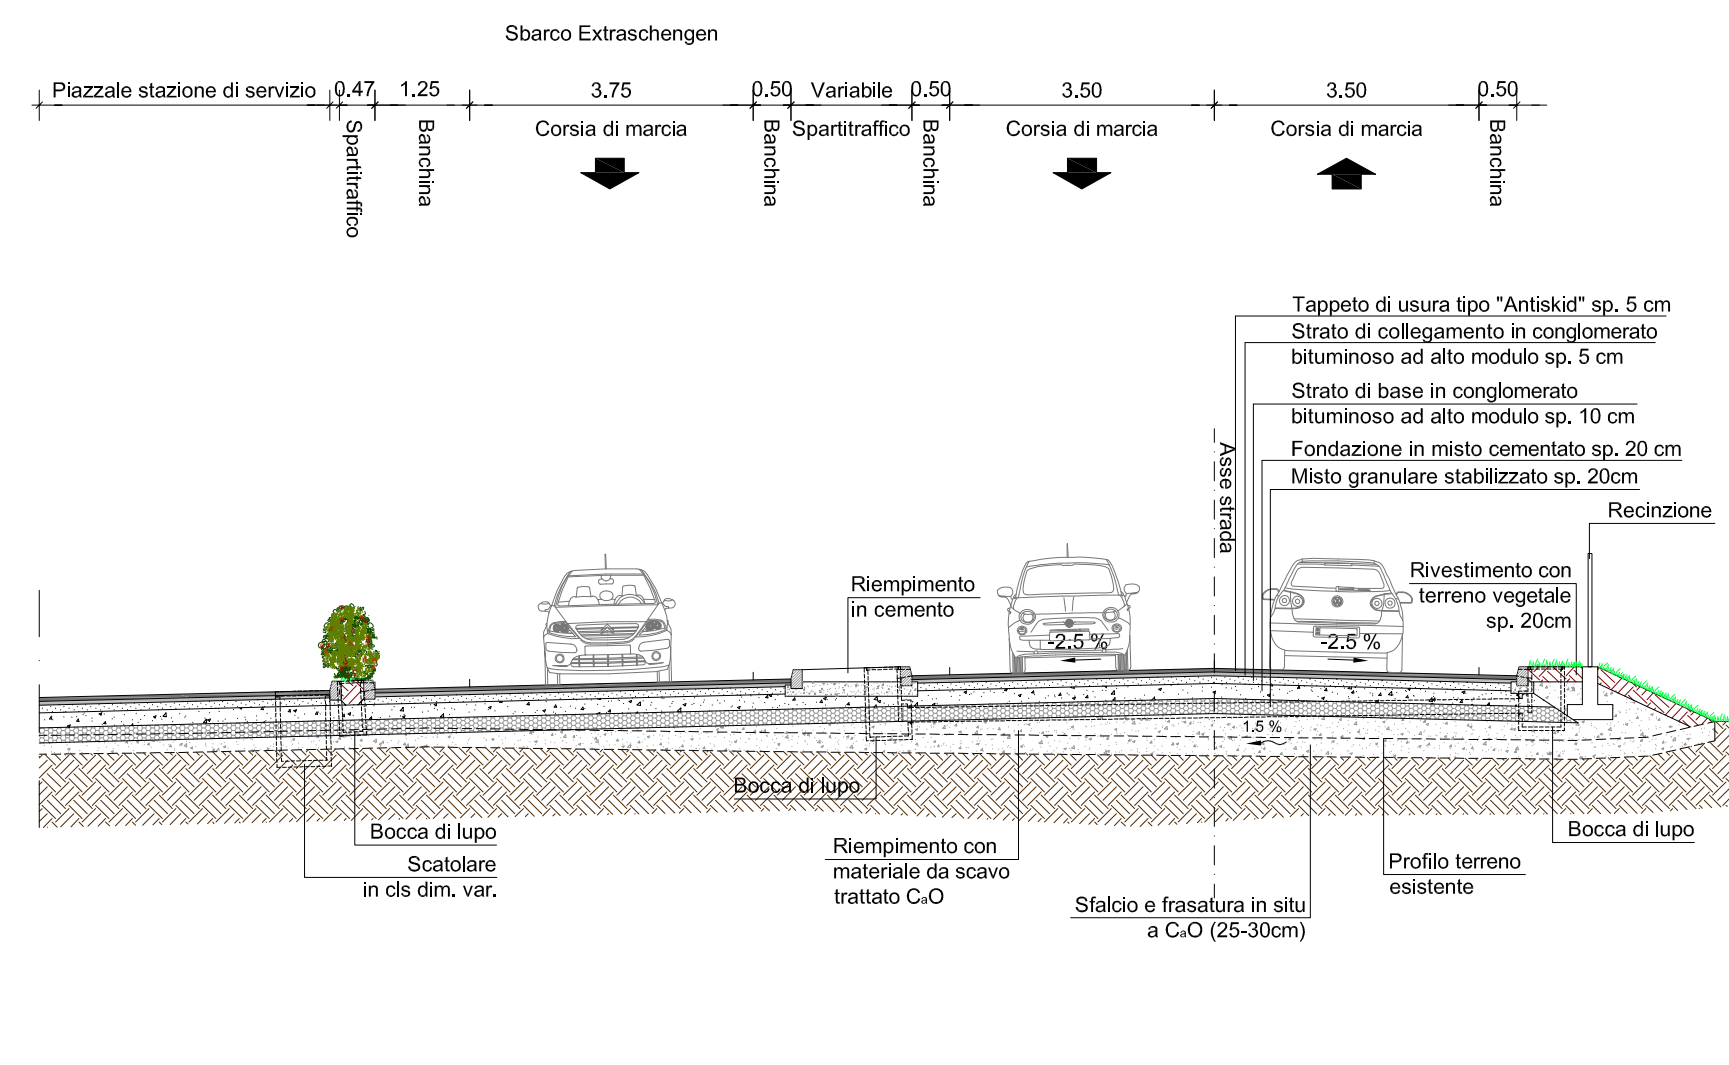 Sbarco Extraschengen
Piazzale stazione di servizio
0.47
1.25
3.75
0.50
Variabile
0.50
3.50
3.50
0.50
Spartitraffico
Banchina
Corsia di marcia
Banchina
Spartitraffico
Banchina
Corsia di marcia
Corsia di marcia
Banchina
Tappeto di usura tipo "Antiskid" sp. 5 cm
Strato di collegamento in conglomerato
bituminoso ad alto modulo sp. 5 cm
Strato di base in conglomerato
bituminoso ad alto modulo sp. 10 cm
Fondazione in misto cementato sp. 20 cm
Misto granulare stabilizzato sp. 20cm
Asse strada
Recinzione
Rivestimento con
terreno vegetale
sp. 20cm
Riempimento
in cemento
-2.5 %
-2.5 %
1.5 %
Bocca di lupo
Bocca di lupo
Scatolare
in cls dim. var.
Riempimento con
materiale da scavo
trattato CaO
Sfalcio e frasatura in situ
a CaO (25-30cm)
Profilo terreno
esistente
Bocca di lupo